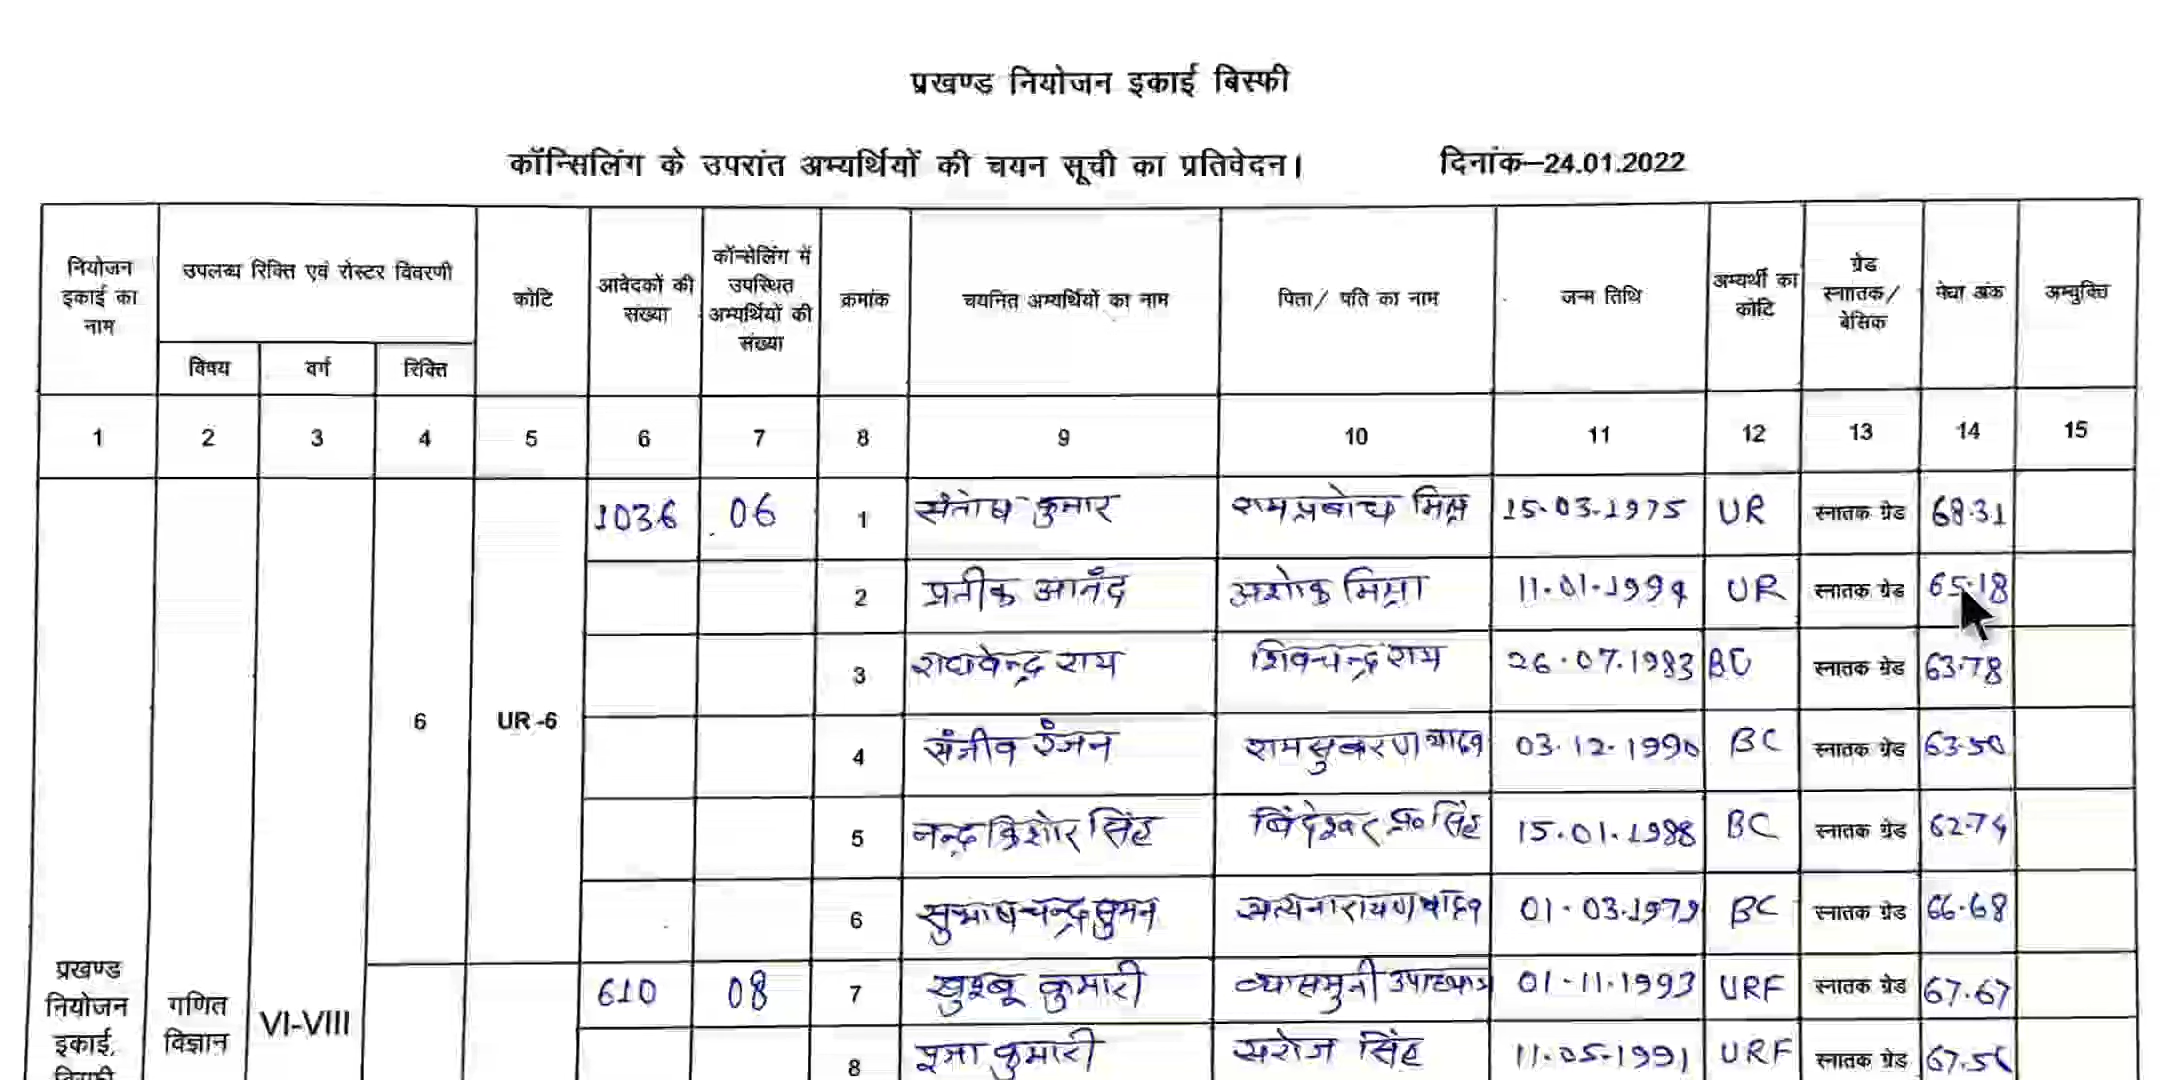 प्रखण्ड नियोजन इकाई बिस्फी
कॉन्सिलिंग के उपरांत अभ्यर्थियों की चयन सूची का प्रतिवेदन। दिनांक–24.01.2022
नियोजन इकाई का नाम
उपलब्ध रिक्ति एवं रोस्टर विवरणी
विषय वर्ग रिक्ति
कोटि
आवेदकों की संख्या
कॉन्सेलिंग में उपस्थित अभ्यर्थियों की संख्या
क्रमांक
चयनित अभ्यर्थियों का नाम
पिता/ पति का नाम
जन्म तिथि
अभ्यर्थी का कोटि
ग्रेड स्नातक/ बेसिक
मेघा अंक
अभ्युक्ति
1 2 3 4 5 6 7 8 9 10 11 12 13 14 15
1036 06 1 संतोष कुमार रामप्रबोध मिश्र 15.03.1975 UR स्नातक ग्रेड 68.31
2 प्रतीक आनंद अशोक मिश्रा 11.01.1994 UR स्नातक ग्रेड 65.18
3 राघवेन्द्र राय शिवचन्द्र राय 26.07.1983 BC स्नातक ग्रेड 63.78
6 UR -6
4 संजीव रंजन रामसुकरण यादव 03.12.1990 BC स्नातक ग्रेड 63.50
5 नन्द किशोर सिंह बिंदेश्वर प्र० सिंह 15.01.1988 BC स्नातक ग्रेड 62.74
6 सुभाषचन्द्र सुमन सत्यनारायण यादव 01.03.1979 BC स्नातक ग्रेड 66.68
610 08 7 खुश्बू कुमारी व्यासमुनी उपाध्याय 01-11.1993 URF स्नातक ग्रेड 67.67
8 कुमारी सरोज सिंह 11.05.1991 URF स्नातक ग्रेड
प्रखण्ड नियोजन इकाई,
गणित विज्ञान
VI-VIII